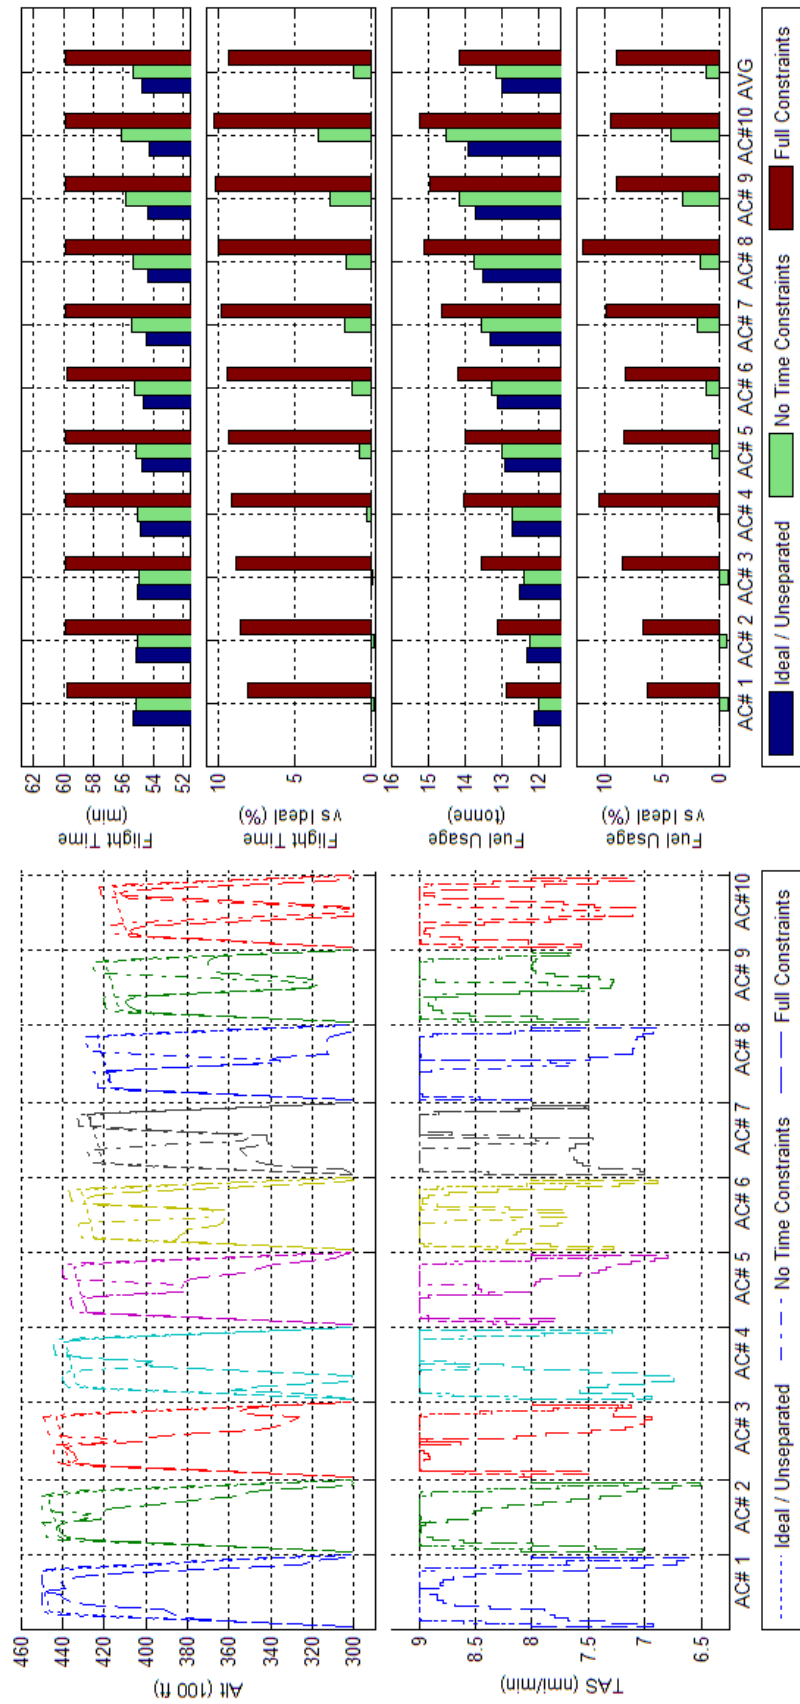 Alt (100 ft)
460
440
420
400
380
360
340
320
300
TAS (nm/min)
9
8.5
8
7.5
7
6.5
AC# 1
AC# 2
AC# 3
AC# 4
AC# 5
AC# 6
AC# 7
AC# 8
AC# 9
AC#10
Ideal / Unseparated
No Time Constraints
Full Constraints
Flight Time
(min)
62
60
58
56
54
52
Flight Time
vs Ideal (%)
10
5
0
Fuel Usage
(tonne)
16
15
14
13
12
Fuel Usage
vs Ideal (%)
10
5
0
AC# 1
AC# 2
AC# 3
AC# 4
AC# 5
AC# 6
AC# 7
AC# 8
AC# 9
AC#10
AVG
Ideal / Unseparated
No Time Constraints
Full Constraints